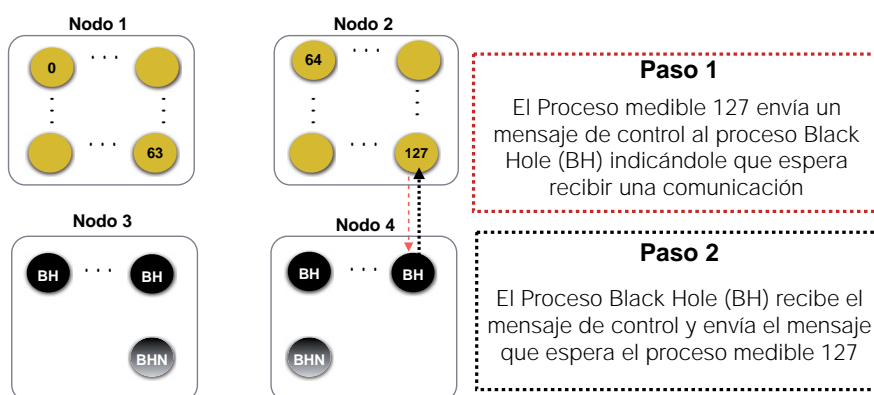 Nodo 1
Nodo 2
0 . . .
64 . . .
. . . 63
. . . 127
Nodo 3
Nodo 4
BH . . . BH
BH . . . BH
BHN
BHN
Paso 1
El Proceso medible 127 envía un
mensaje de control al proceso Black
Hole (BH) indicándole que espera
recibir una comunicación
Paso 2
El Proceso Black Hole (BH) recibe el
mensaje de control y envía el mensaje
que espera el proceso medible 127